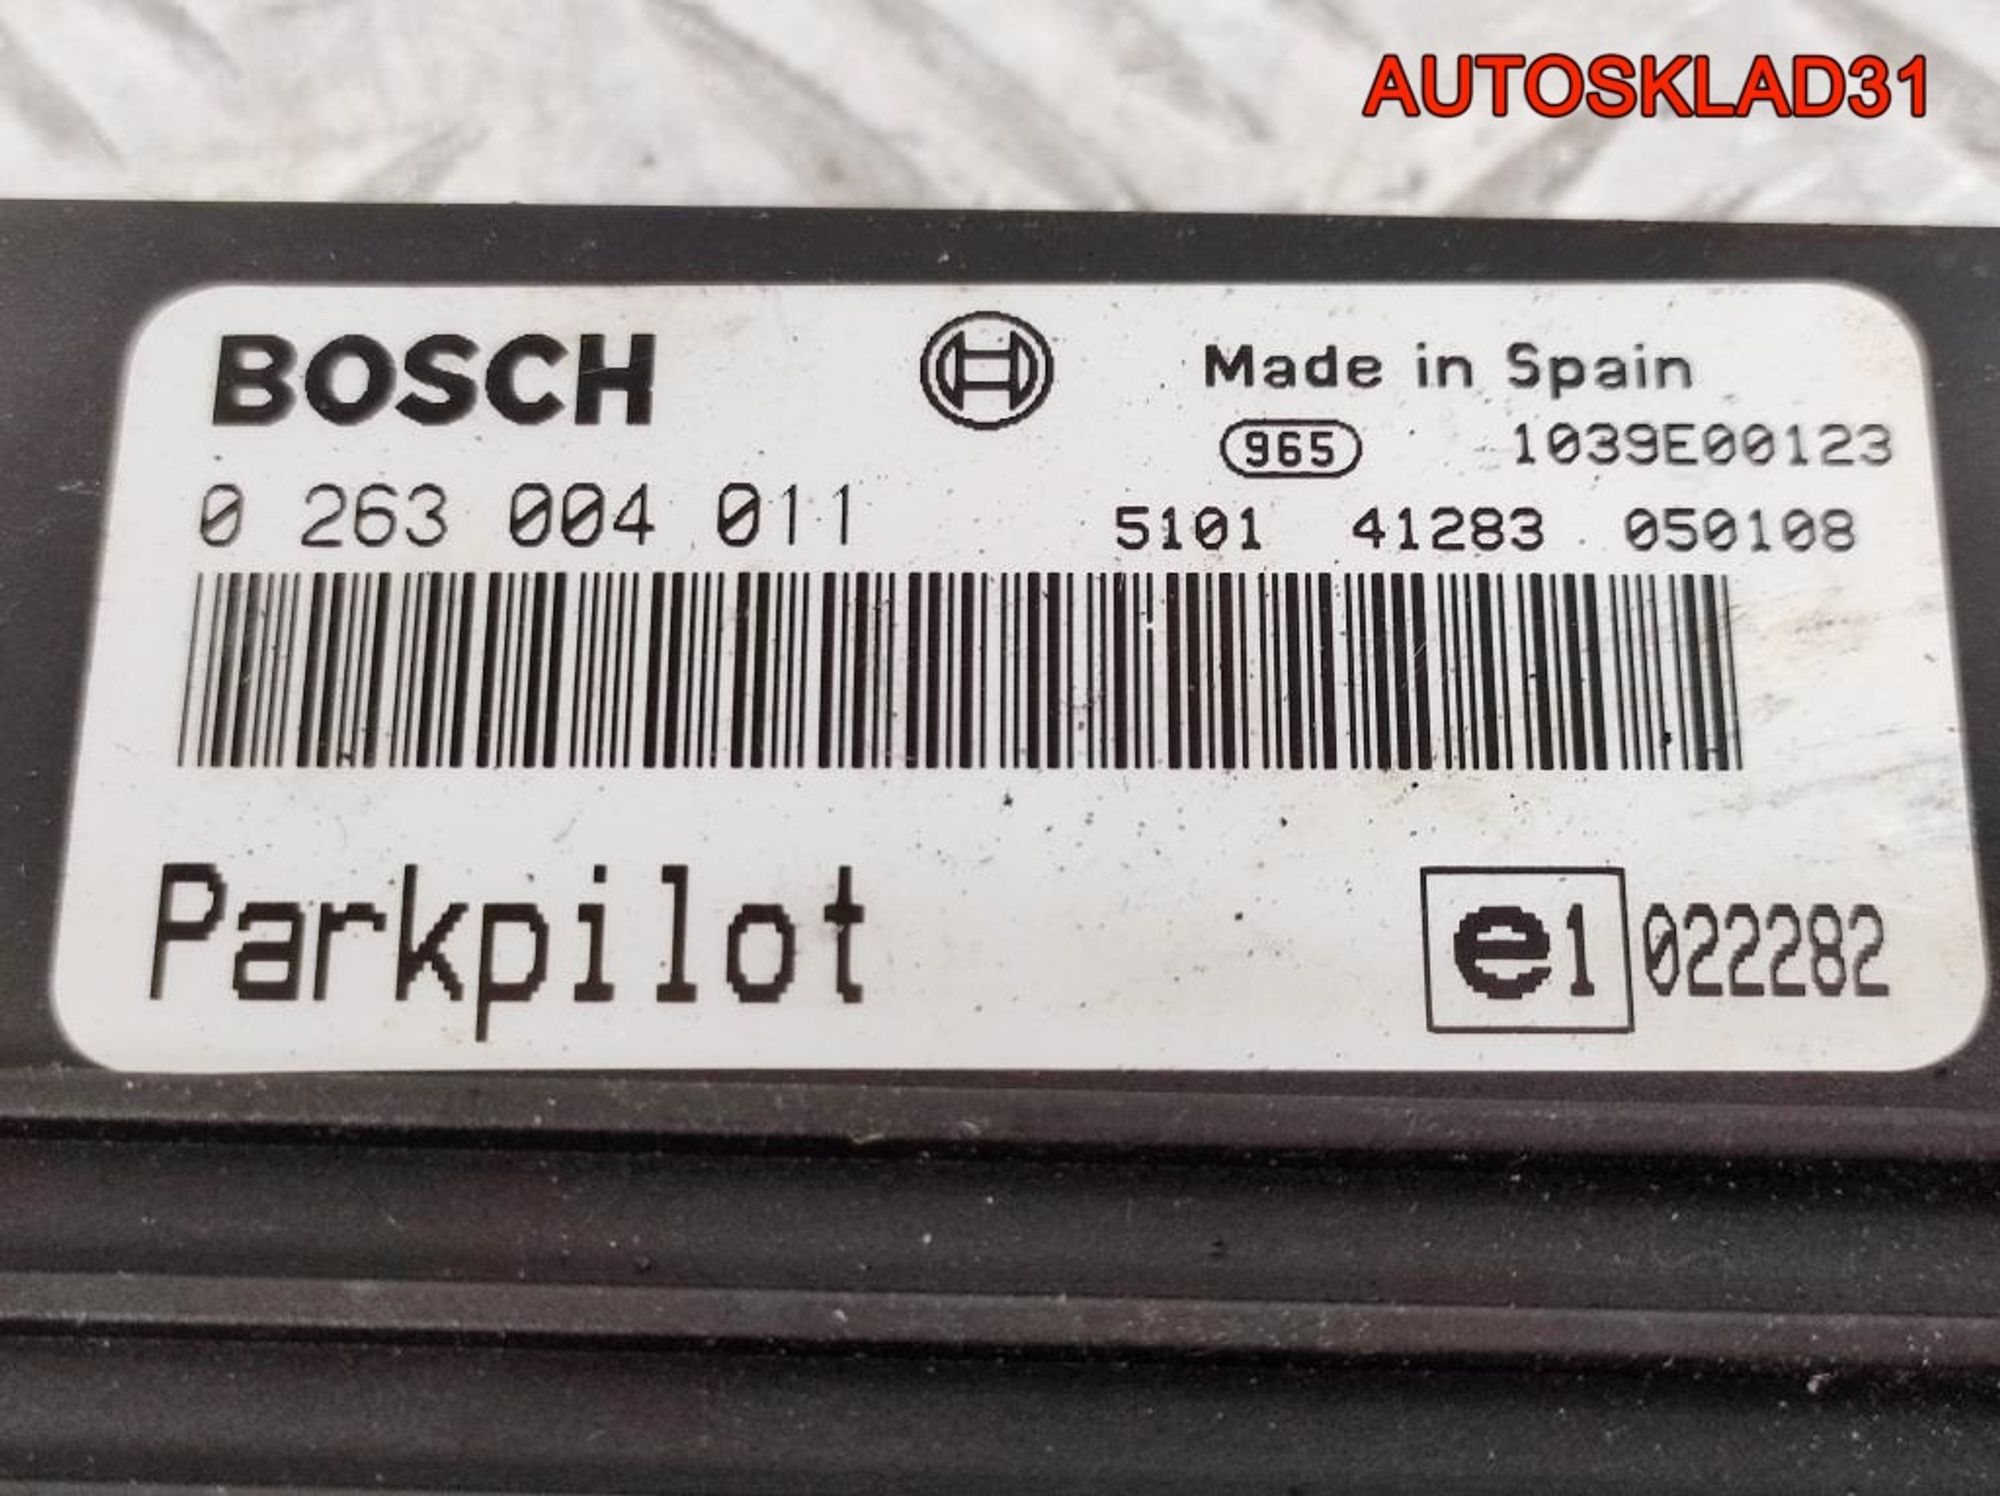 AUTOSKLAD31
BOSCH Made in Spain
965 1039E00123
0 263 004 011 5101 41283 050108
Parkpilot e1 022282